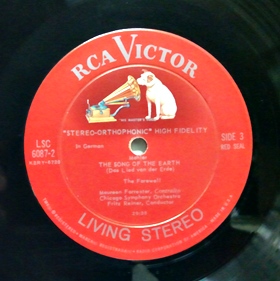 RCA VICTOR
"HIS MASTER'S VOICE"
"STEREO-ORTHOPHONIC" HIGH FIDELITY
In German
LSC
6087-2
SIDE 3
RED SEAL
THE SONG OF THE EARTH
(Das Lied von der Erde)
The Farewell
Maureen Forrester, Contralto
Chicago Symphony Orchestra
Fritz Reiner, Conductor
LIVING STEREO